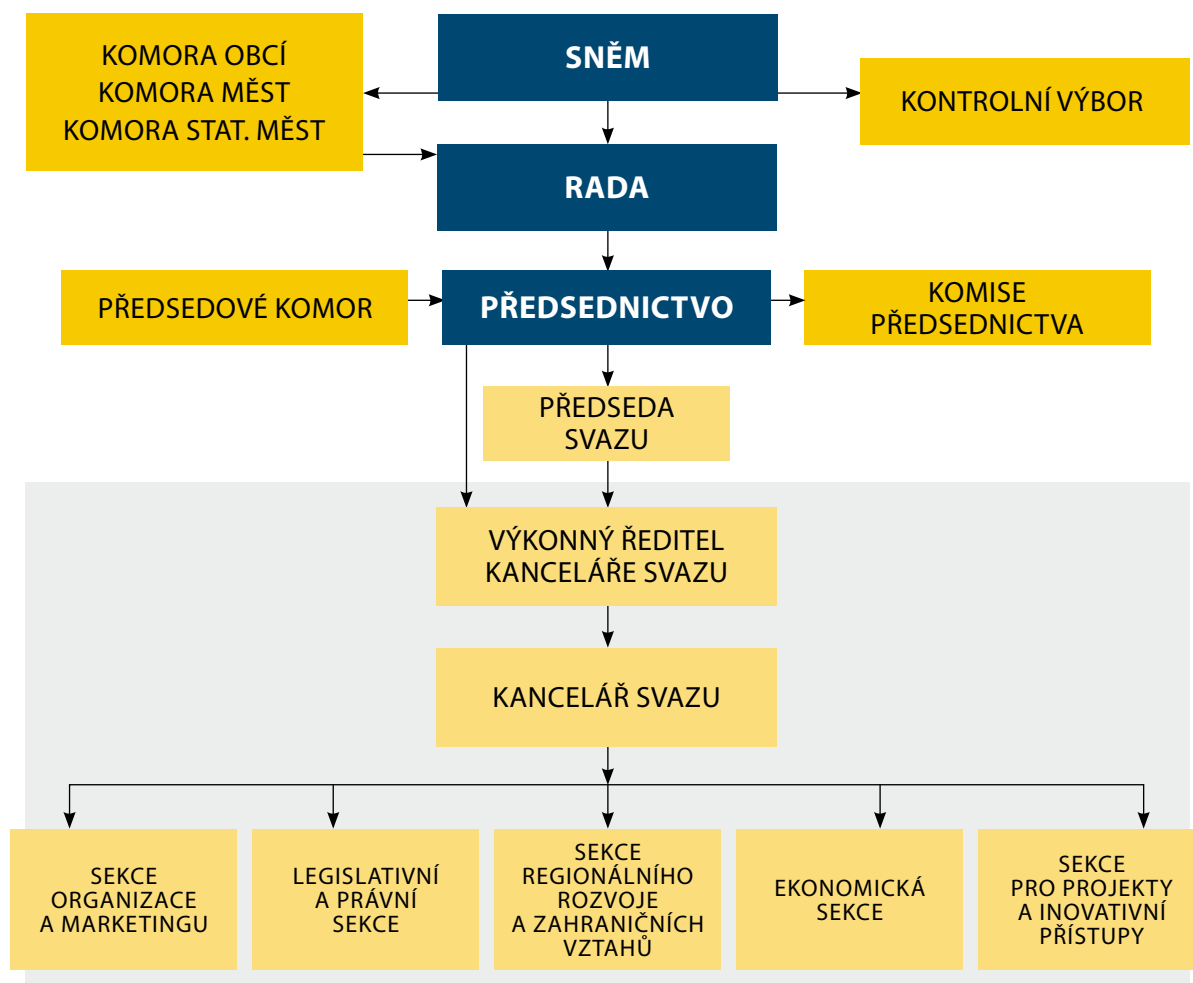 KOMORA OBCÍ
KOMORA MĚST
KOMORA STAT. MĚST
SNĚM
KONTROLNÍ VÝBOR
RADA
PŘEDSEDOVÉ KOMOR
PŘEDSEDNICTVO
KOMISE
PŘEDSEDNICTVA
PŘEDSEDA
SVAZU
VÝKONNÝ ŘEDITEL
KANCELÁŘE SVAZU
KANCELÁŘ SVAZU
SEKCE
ORGANIZACE
A MARKETINGU
LEGISLATIVNÍ
A PRÁVNÍ
SEKCE
SEKCE
REGIONÁLNÍHO
ROZVOJE
A ZAHRANIČNÍCH
VZTAHŮ
EKONOMICKÁ
SEKCE
SEKCE
PRO PROJEKTY
A INOVATIVNÍ
PŘÍSTUPY